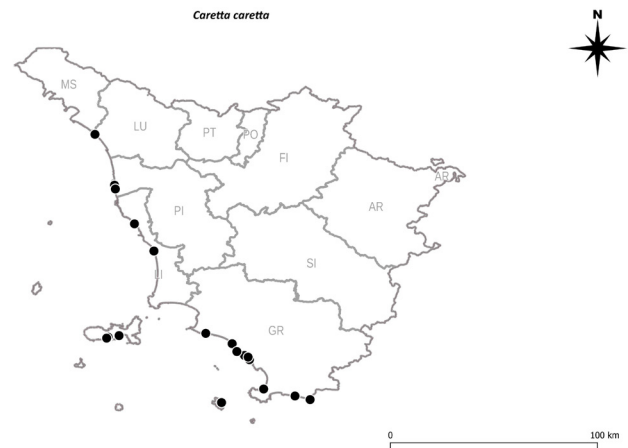 Caretta caretta
N
MS
LU
PT
PO
FI
AR
AR
PI
SI
LI
GR
0 100 km